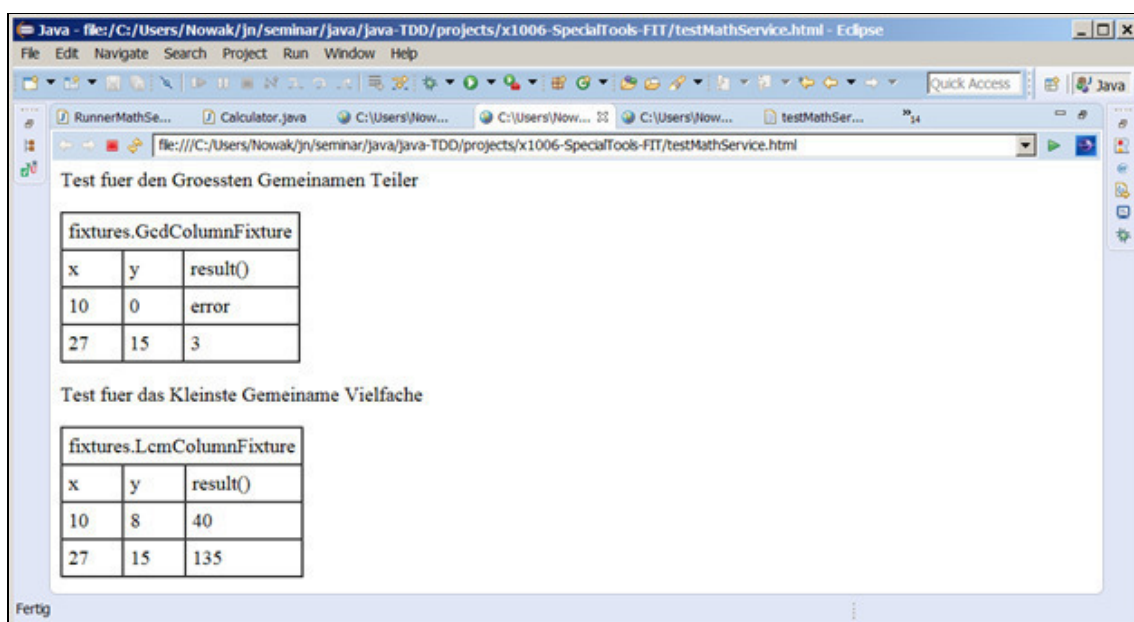 Java - file:/C:/Users/Nowak/jn/seminar/java/java-TDD/projects/x1006-SpecialTools-FIT/testMathService.html - Eclipse
File Edit Navigate Search Project Run Window Help
Quick Access Java
RunnerMathSe... Calculator.java C:\Users\Now... C:\Users\Now... C:\Users\Now... testMathSer... »14
file:///C:/Users/Nowak/jn/seminar/java/java-TDD/projects/x1006-SpecialTools-FIT/testMathService.html
Test fuer den Groessten Gemeinamen Teiler
fixtures.GcdColumnFixture
x y result()
10 0 error
27 15 3
Test fuer das Kleinste Gemeiname Vielfache
fixtures.LcmColumnFixture
x y result()
10 8 40
27 15 135
Fertig